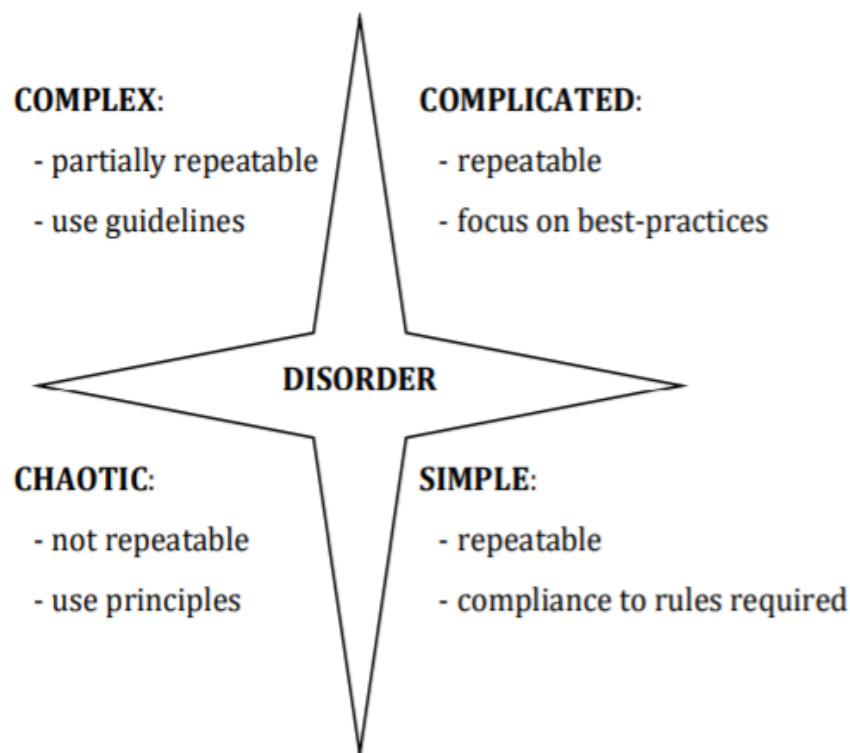 COMPLEX:
- partially repeatable
- use guidelines
COMPLICATED:
- repeatable
- focus on best-practices
DISORDER
CHAOTIC:
- not repeatable
- use principles
SIMPLE:
- repeatable
- compliance to rules required